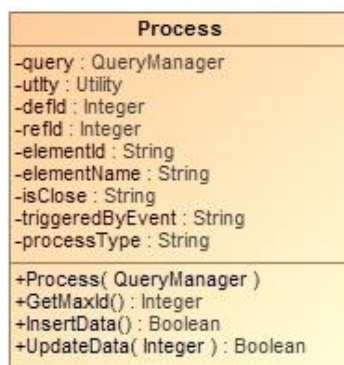 Process
-query : QueryManager
-utlty : Utility
-defId : Integer
-refId : Integer
-elementId : String
-elementName : String
-isClose : String
-triggeredByEvent : String
-processType : String
+Process( QueryManager )
+GetMaxId() : Integer
+InsertData() : Boolean
+UpdateData( Integer ) : Boolean